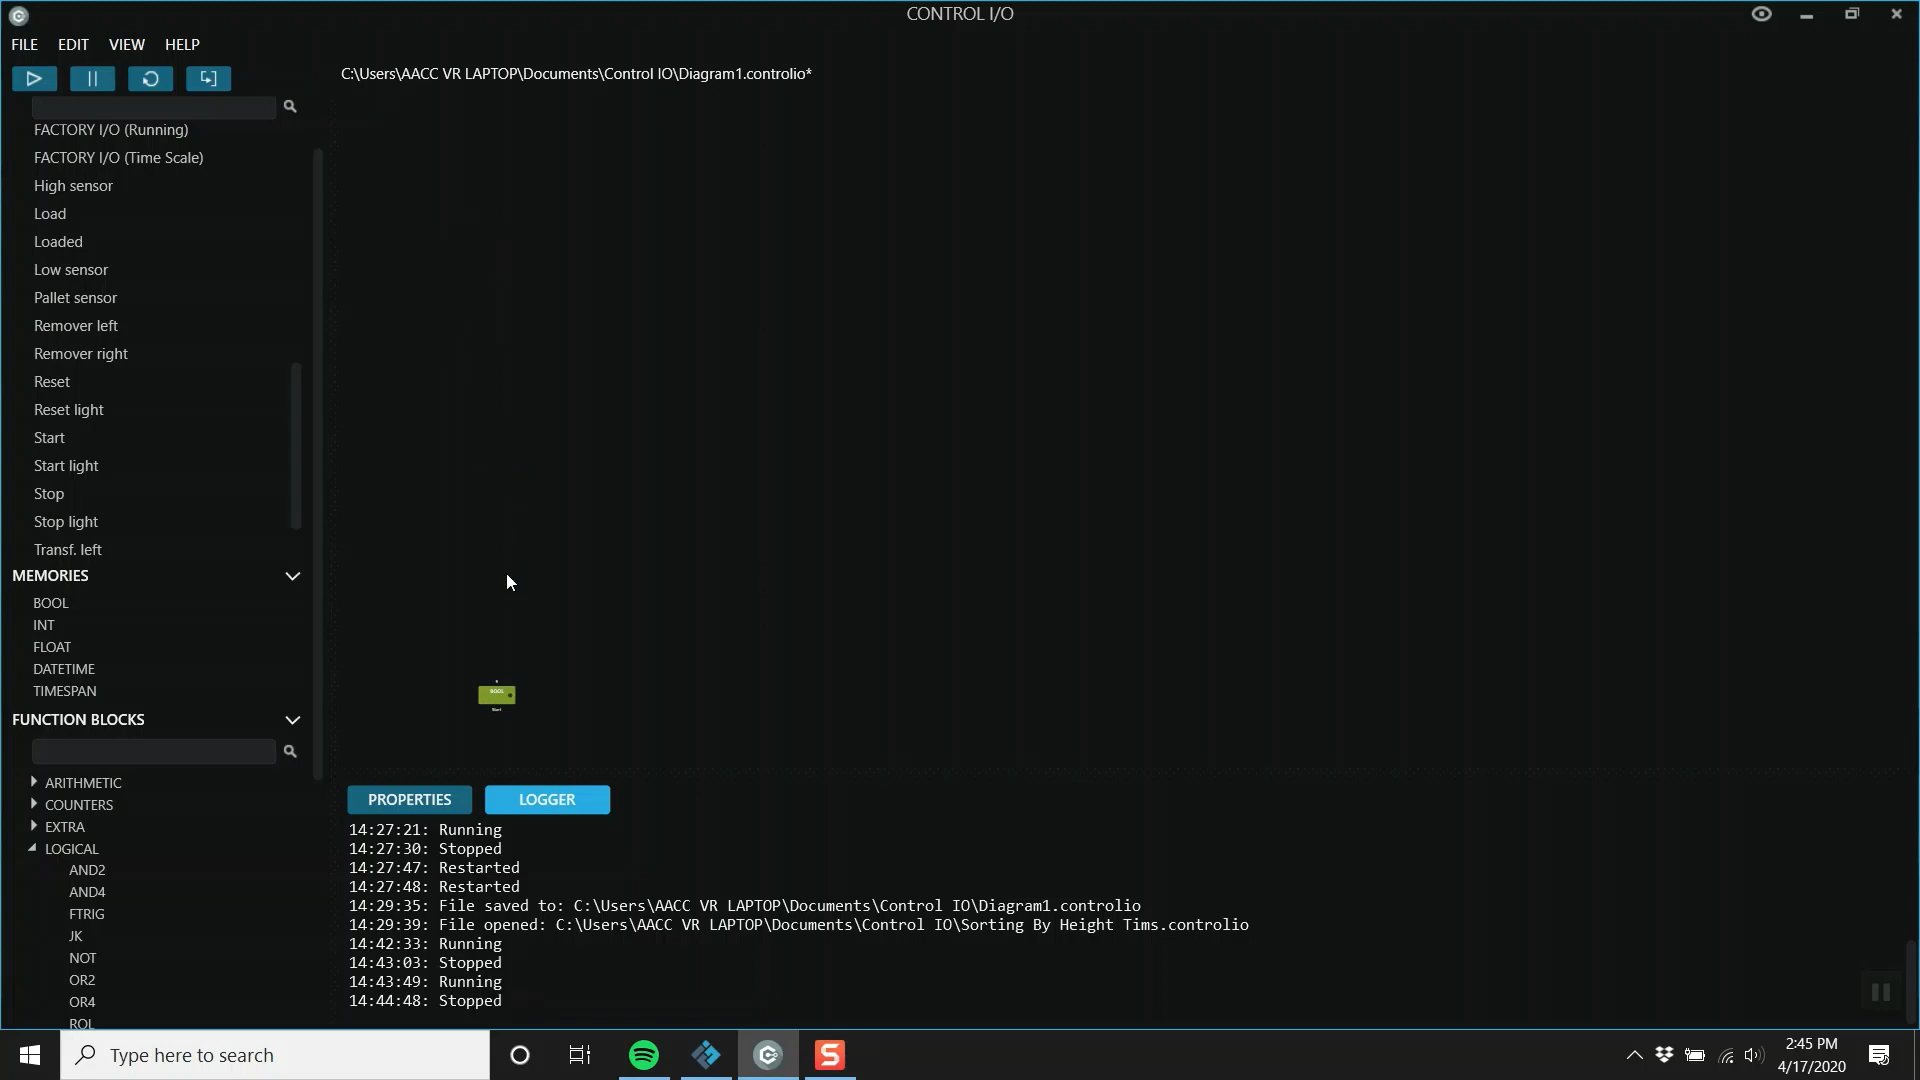 CONTROL I/O
FILE EDIT VIEW HELP
C:\Users\AACC VR LAPTOP\Documents\Control IO\Diagram1.controlio*
FACTORY I/O (Running)
FACTORY I/O (Time Scale)
High sensor
Load
Loaded
Low sensor
Pallet sensor
Remover left
Remover right
Reset
Reset light
Start
Start light
Stop
Stop light
Transf. left
MEMORIES
BOOL
INT
FLOAT
DATETIME
TIMESPAN
FUNCTION BLOCKS
ARITHMETIC
COUNTERS
EXTRA
LOGICAL
AND2
AND4
FTRIG
JK
NOT
OR2
OR4
ROL
BOOL
Start
PROPERTIES LOGGER
14:27:21: Running
14:27:30: Stopped
14:27:47: Restarted
14:27:48: Restarted
14:29:35: File saved to: C:\Users\AACC VR LAPTOP\Documents\Control IO\Diagram1.controlio
14:29:39: File opened: C:\Users\AACC VR LAPTOP\Documents\Control IO\Sorting By Height Tims.controlio
14:42:33: Running
14:43:03: Stopped
14:43:49: Running
14:44:48: Stopped
Type here to search
S
2:45 PM
4/17/2020